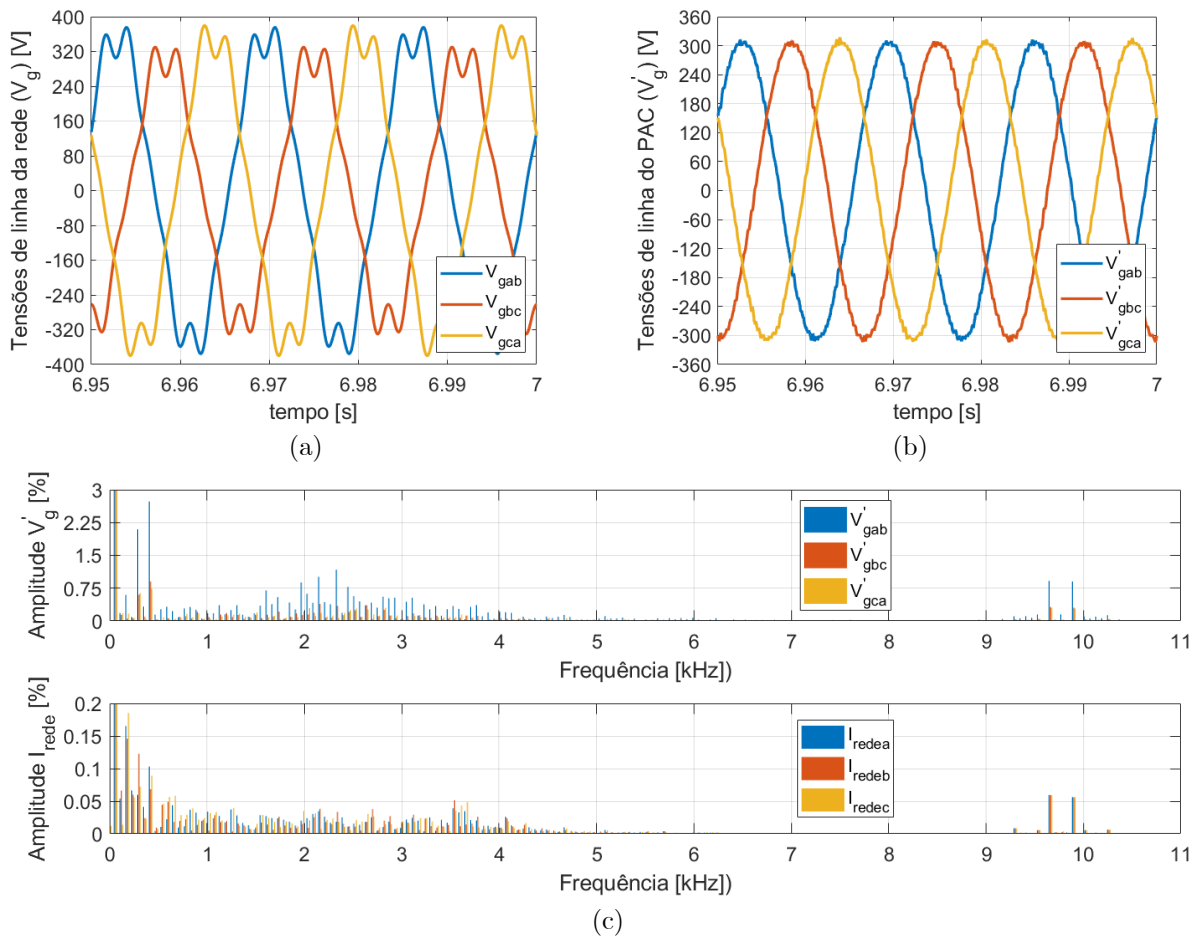 Tensões de linha da rede (Vg) [V]
400
320
240
160
80
0
-80
-160
-240
-320
-400
6.95
6.96
6.97
6.98
6.99
7
tempo [s]
Vgab
Vgbc
Vgca
(a)
Tensões de linha do PAC (V'g) [V]
360
300
240
180
120
60
0
-60
-120
-180
-240
-300
-360
6.95
6.96
6.97
6.98
6.99
7
tempo [s]
V'gab
V'gbc
V'gca
(b)
Amplitude V'g [%]
3
2.25
1.5
0.75
0
0 1 2 3 4 5 6 7 8 9 10 11
Frequência [kHz])
V'gab
V'gbc
V'gca
Amplitude Irede [%]
0.2
0.15
0.1
0.05
0
0 1 2 3 4 5 6 7 8 9 10 11
Frequência [kHz])
Iredea
Iredeb
Iredec
(c)